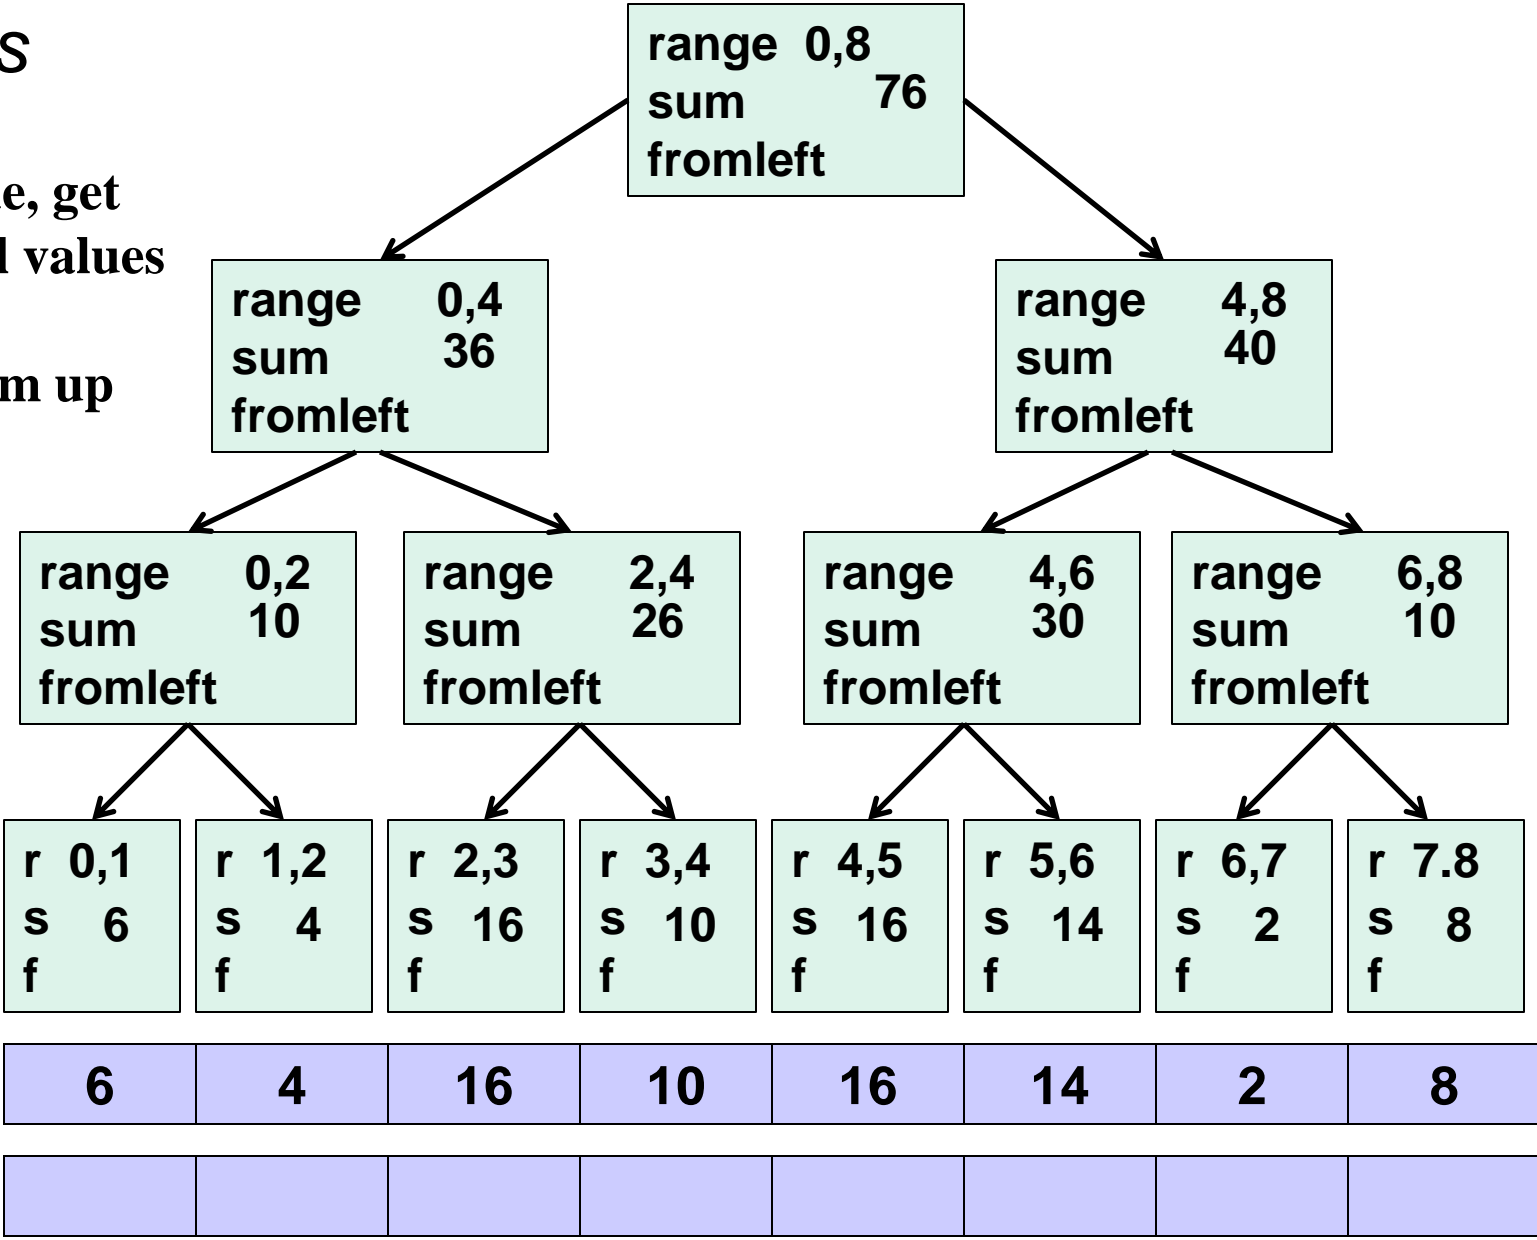 s
e, get
values
m up
range 0,8
sum 76
fromleft
range 0,4
sum 36
fromleft
range 4,8
sum 40
fromleft
range 0,2
sum 10
fromleft
range 2,4
sum 26
fromleft
range 4,6
sum 30
fromleft
range 6,8
sum 10
fromleft
r 0,1
s 6
f
r 1,2
s 4
f
r 2,3
s 16
f
r 3,4
s 10
f
r 4,5
s 16
f
r 5,6
s 14
f
r 6,7
s 2
f
r 7.8
s 8
f
6 4 16 10 16 14 2 8